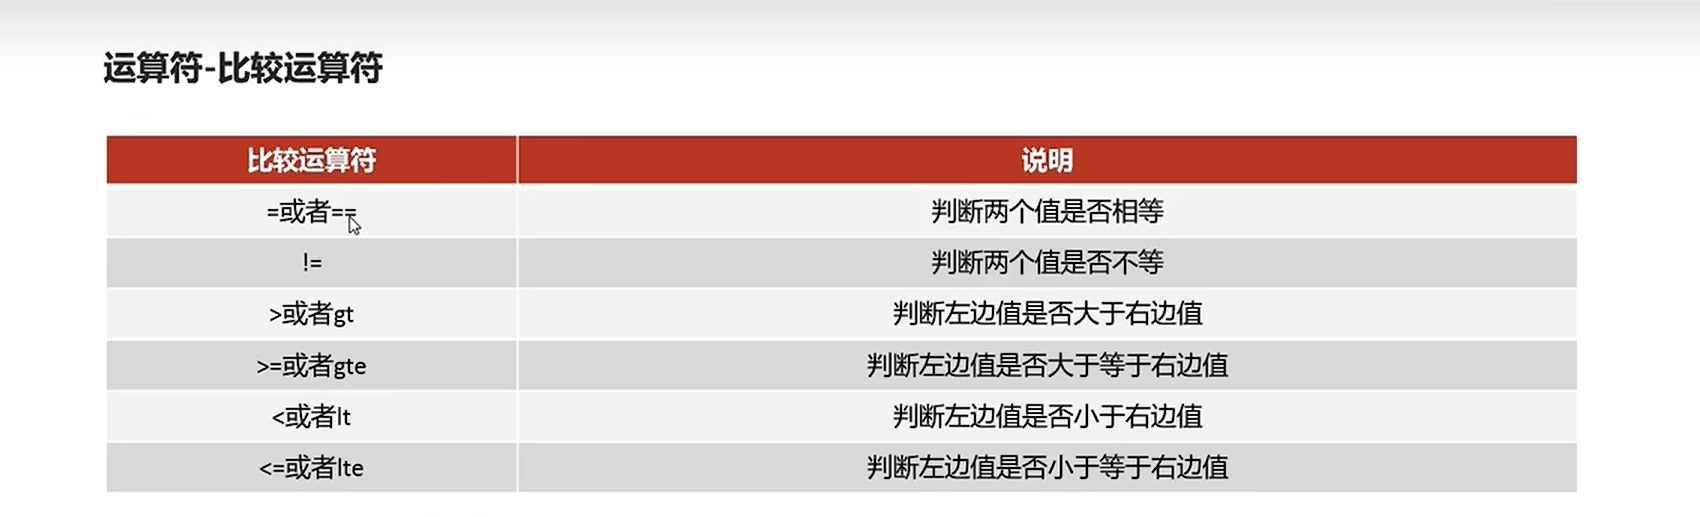 运算符-比较运算符
比较运算符 说明
=或者== 判断两个值是否相等
!= 判断两个值是否不等
>或者gt 判断左边值是否大于右边值
>=或者gte 判断左边值是否大于等于右边值
<或者lt 判断左边值是否小于右边值
<=或者lte 判断左边值是否小于等于右边值